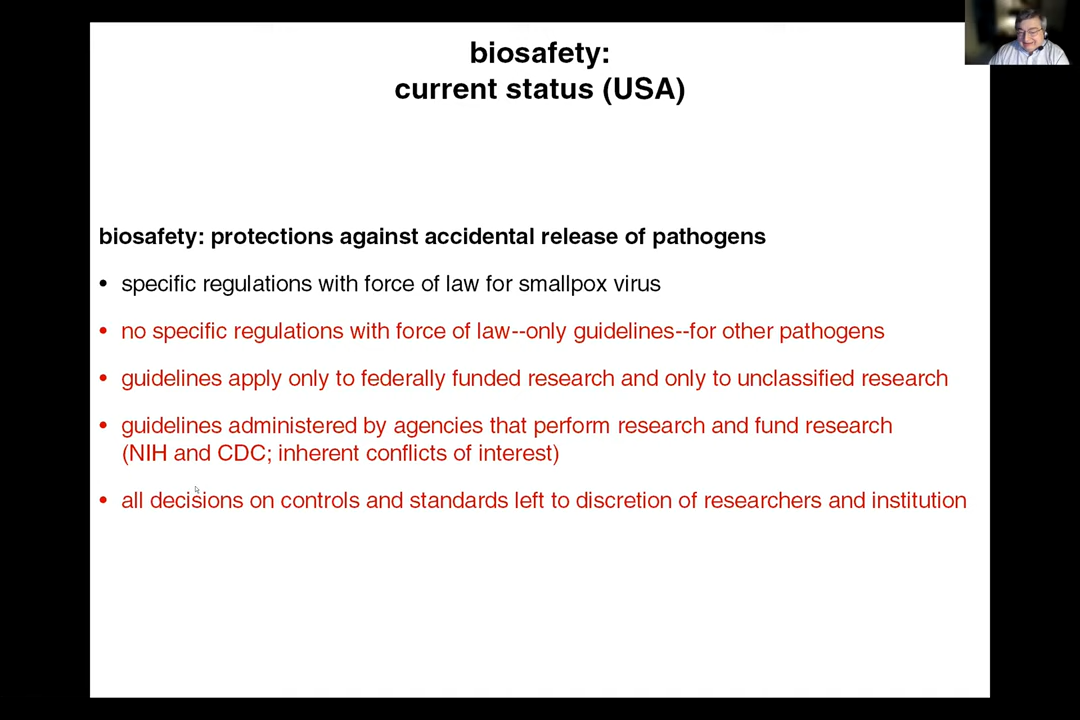 biosafety:
current status (USA)
biosafety: protections against accidental release of pathogens
• specific regulations with force of law for smallpox virus
• no specific regulations with force of law--only guidelines--for other pathogens
• guidelines apply only to federally funded research and only to unclassified research
• guidelines administered by agencies that perform research and fund research
(NIH and CDC; inherent conflicts of interest)
• all decisions on controls and standards left to discretion of researchers and institution